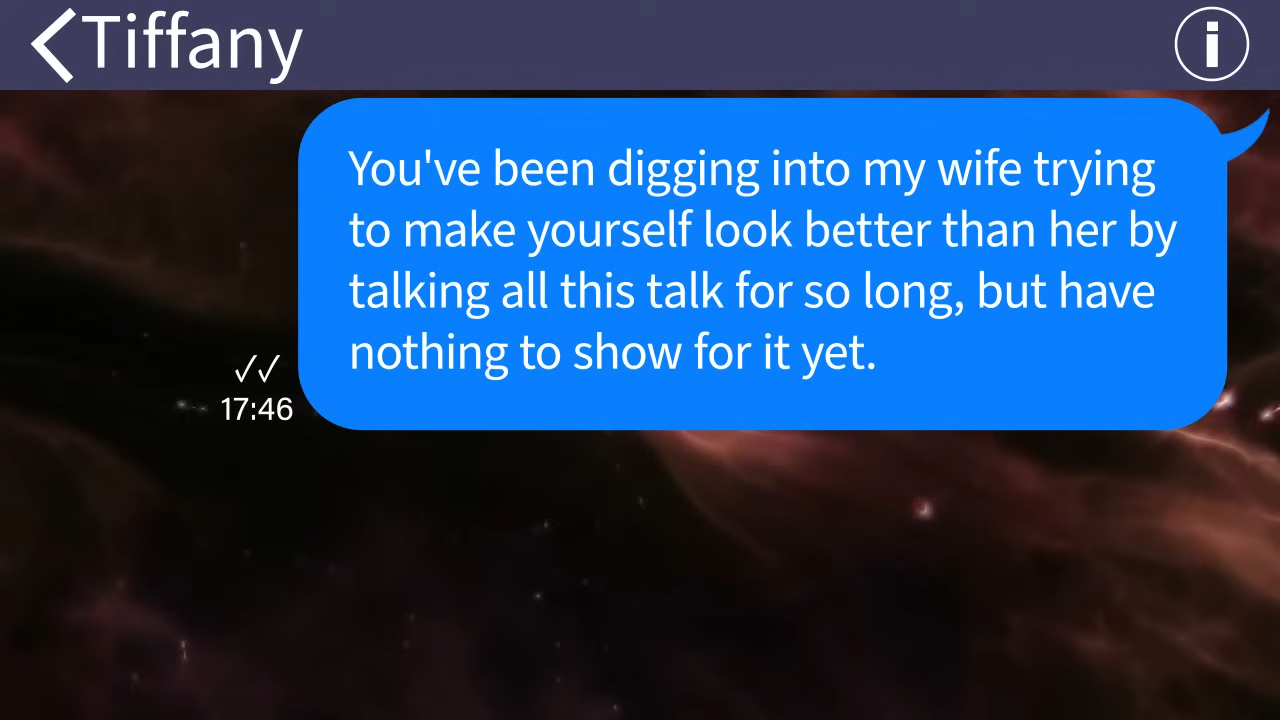 Tiffany
You've been digging into my wife trying
to make yourself look better than her by
talking all this talk for so long, but have
nothing to show for it yet.
✓✓
17:46